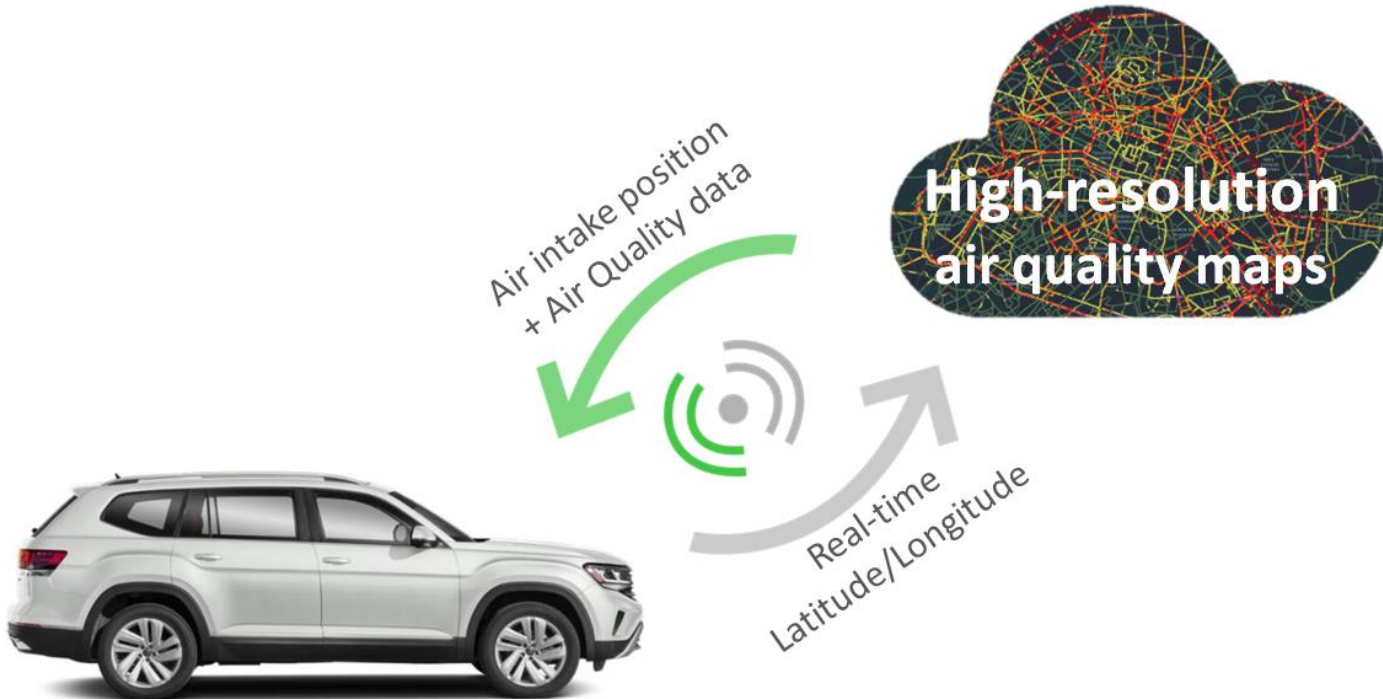 Air intake position
+ Air Quality data
High-resolution
air quality maps
Real-time
Latitude/Longitude